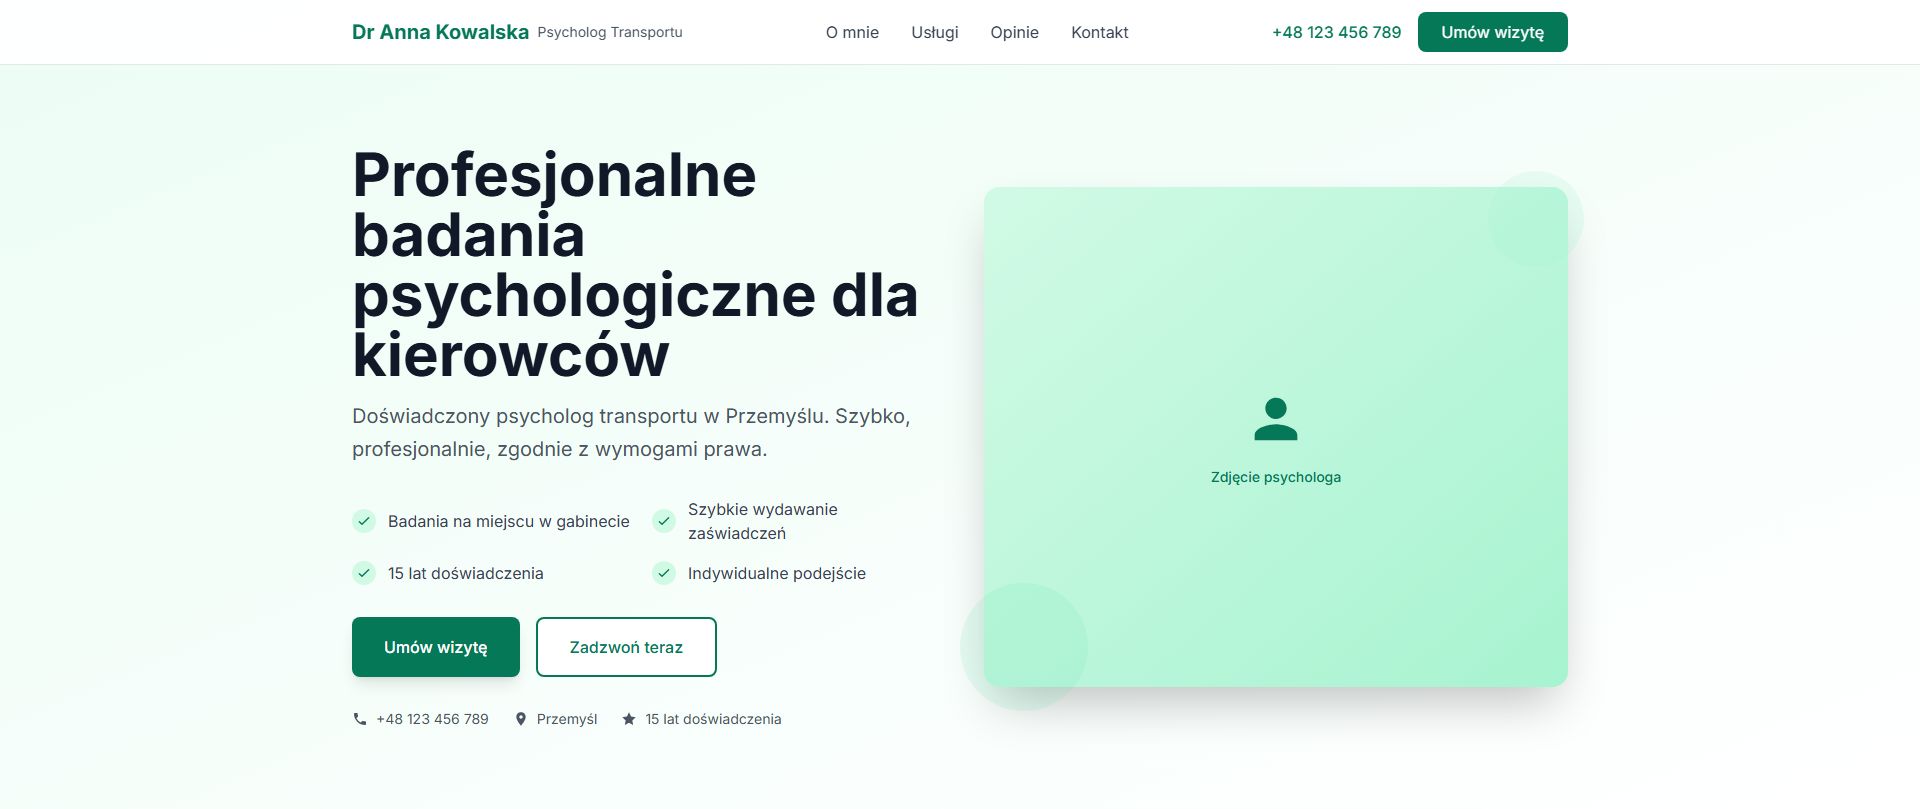 Dr Anna Kowalska Psycholog Transportu
O mnie Usługi Opinie Kontakt
+48 123 456 789 Umów wizytę
Profesjonalne
badania
psychologiczne dla
kierowców
Doświadczony psycholog transportu w Przemyślu. Szybko,
profesjonalnie, zgodnie z wymogami prawa.
Badania na miejscu w gabinecie
Szybkie wydawanie
zaświadczeń
15 lat doświadczenia
Indywidualne podejście
Umów wizytę
Zadzwoń teraz
+48 123 456 789 Przemyśl 15 lat doświadczenia
Zdjęcie psychologa